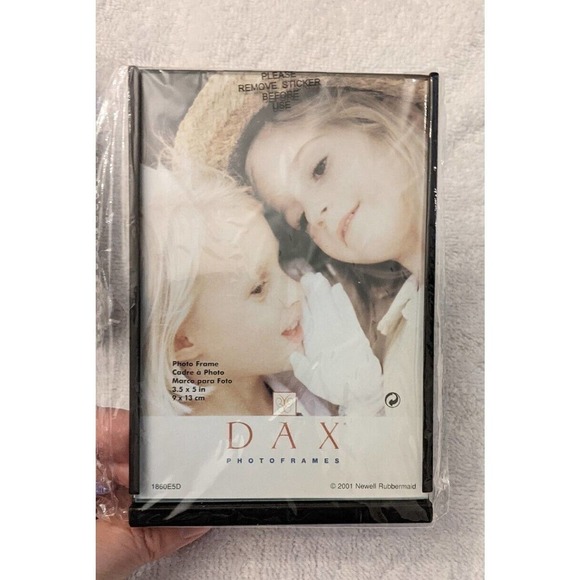 PLEASE
REMOVE STICKER
BEFORE
USE
Photo Frame
Cadre à Photo
Marco para Foto
3.5 x 5 in
9 x 13 cm
DAX
PHOTOFRAMES
1860E5D
© 2001 Newell Rubbermaid